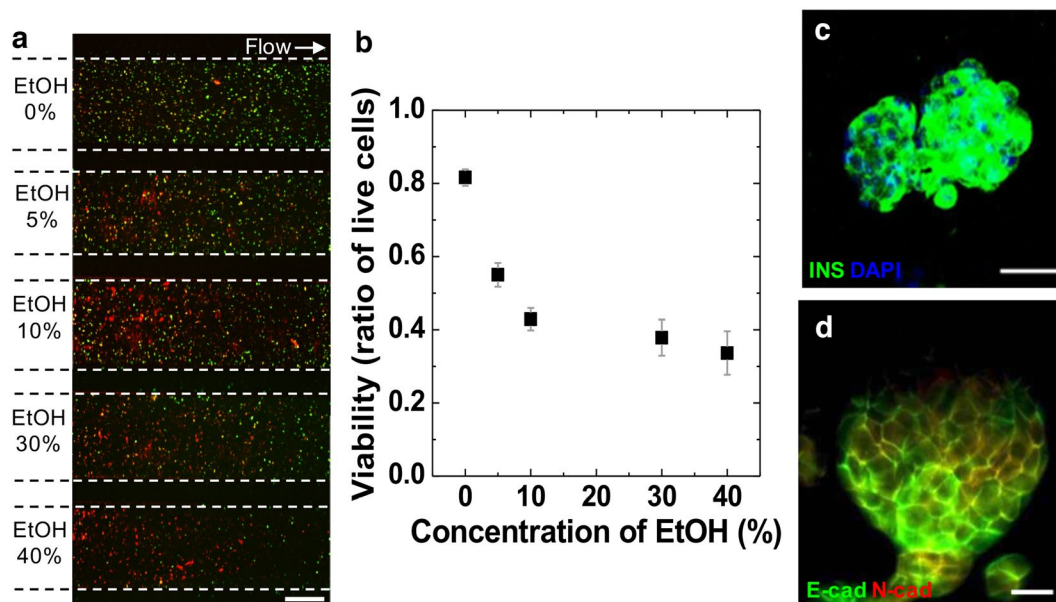 a
Flow
EtOH
0%
EtOH
5%
EtOH
10%
EtOH
30%
EtOH
40%
b
Viability (ratio of live cells)
1.0
0.8
0.6
0.4
0.2
0.0
0 10 20 30 40
Concentration of EtOH (%)
c
INS DAPI
d
E-cad N-cad